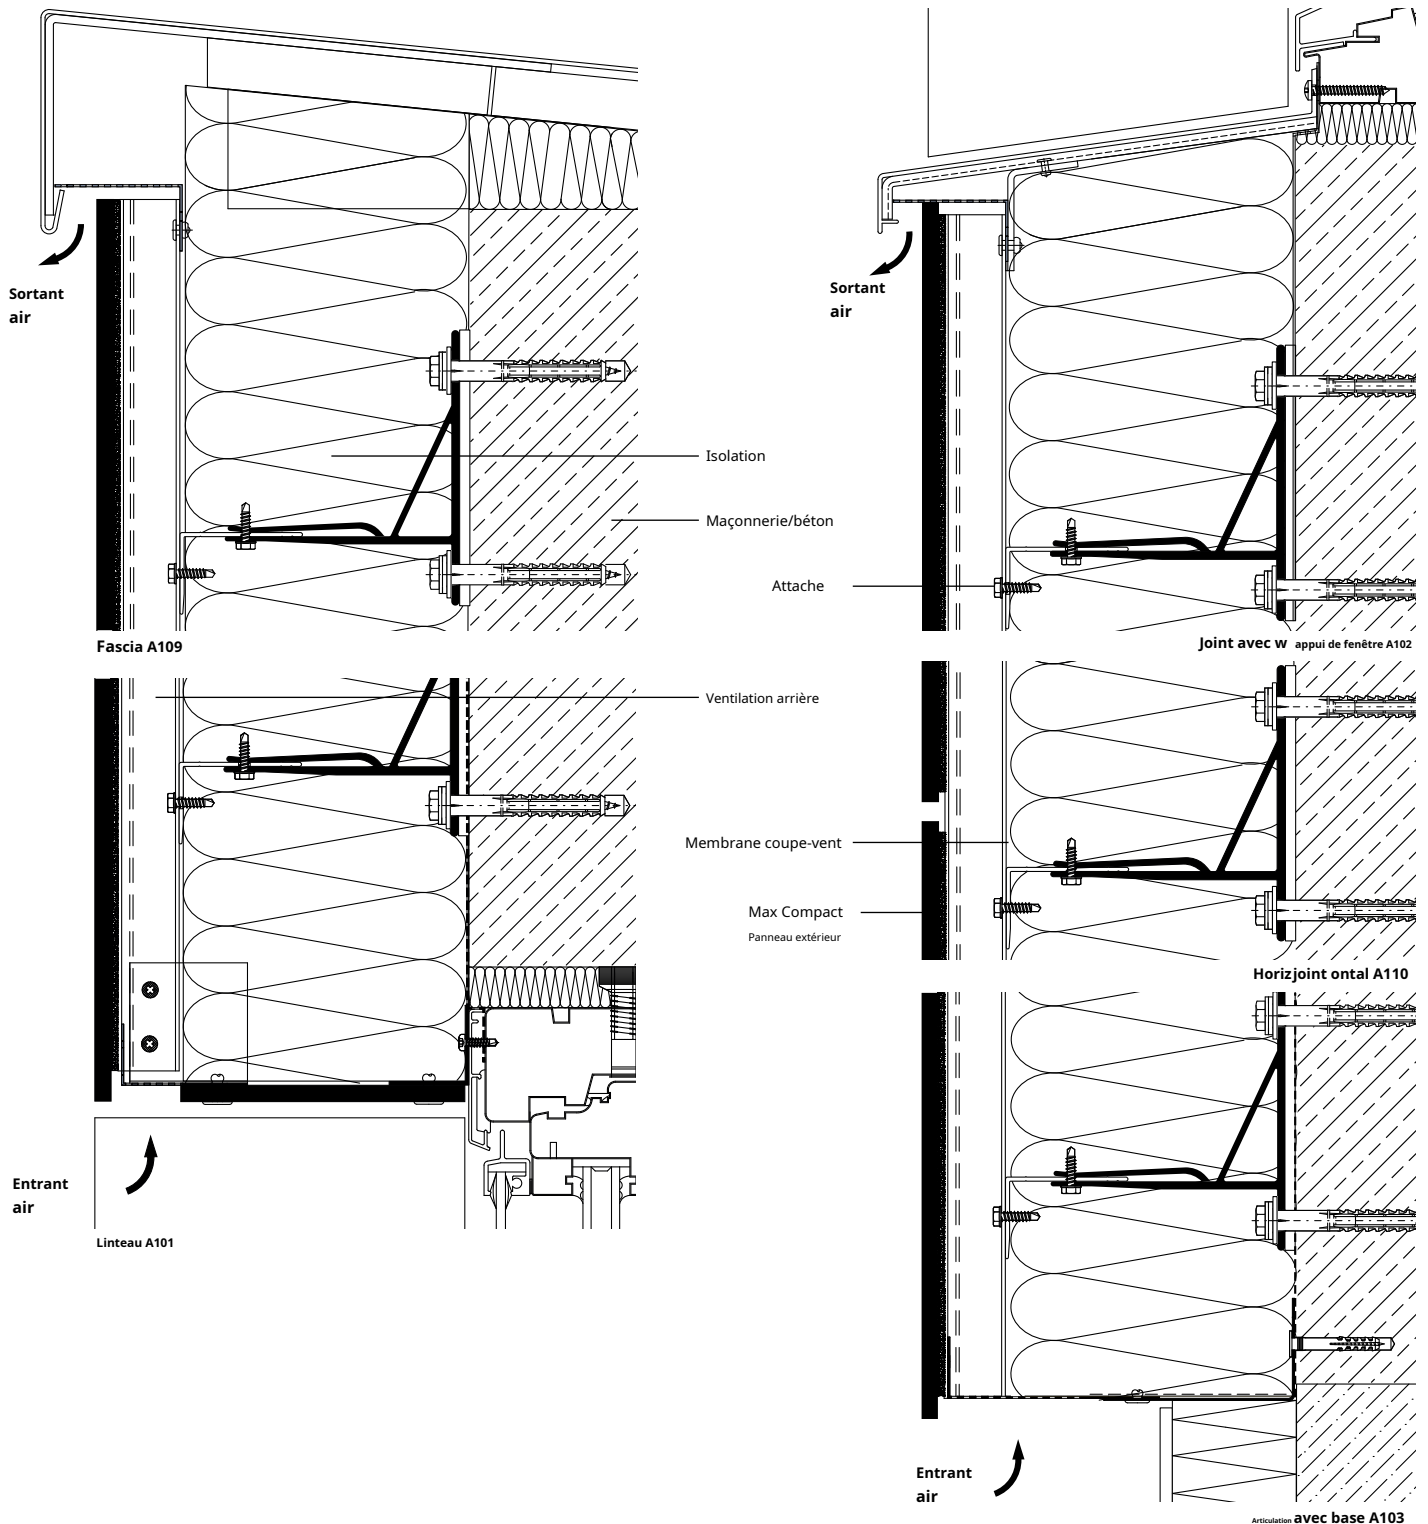 Sortant
air
Sortant
air
Isolation
Maçonnerie/béton
Attache
Fascia A109
Joint avec w appui de fenêtre A102
Ventilation arrière
Membrane coupe-vent
Max Compact
Panneau extérieur
Horizjoint ontal A110
Entrant
air
Linteau A101
Entrant
air
Articulation avec base A103